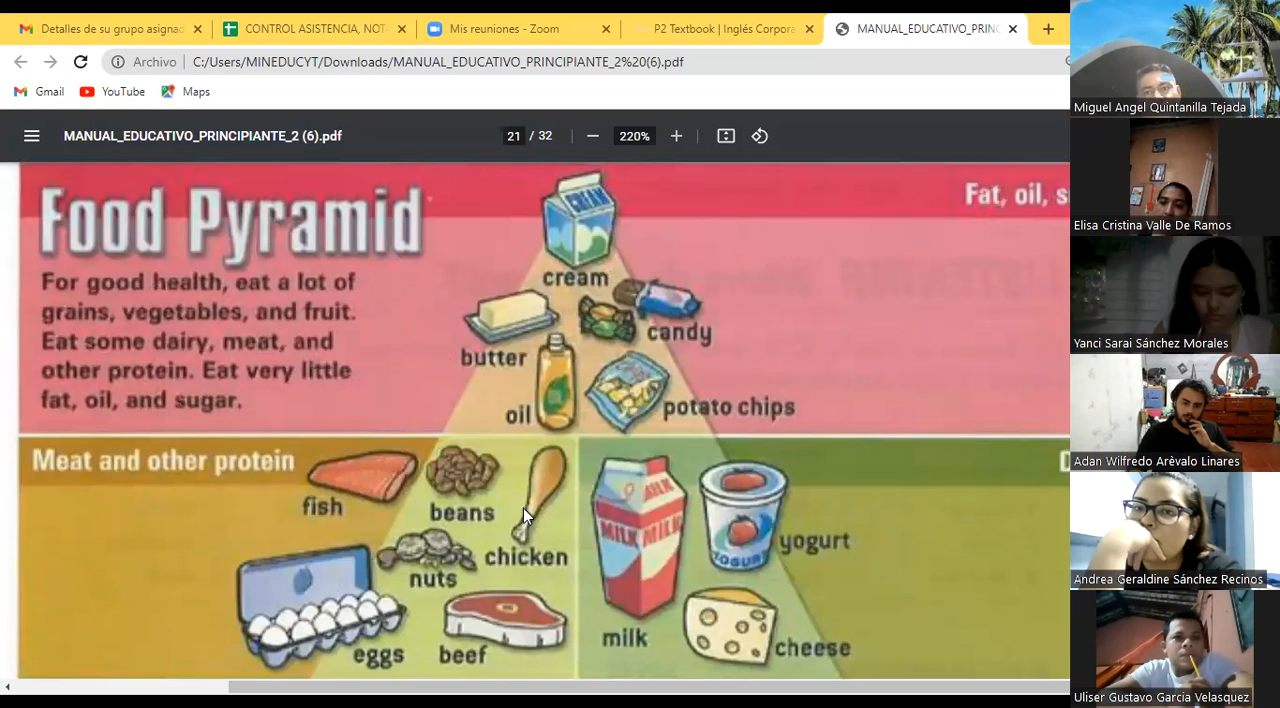 Detalles de su grupo asignad
CONTROL ASISTENCIA, NOT
Mis reuniones - Zoom
P2 Textbook | Inglés Corpora
MANUAL_EDUCATIVO_PRINC
Archivo
C:/Users/MINEDUCYT/Downloads/MANUAL_EDUCATIVO_PRINCIPIANTE_2%20(6).pdf
Gmail
YouTube
Maps
MANUAL_EDUCATIVO_PRINCIPIANTE_2 (6).pdf
21 / 32
220%
Food Pyramid
For good health, eat a lot of
grains, vegetables, and fruit.
Eat some dairy, meat, and
other protein. Eat very little
fat, oil, and sugar.
Fat, oil, s
CREAM
cream
butter
candy
oil
potato chips
Meat and other protein
D
fish
beans
chicken
nuts
eggs
beef
MILK
MILK MILK
milk
YOGURT
yogurt
cheese
Miguel Angel Quintanilla Tejada
Elisa Cristina Valle De Ramos
Yanci Sarai Sánchez Morales
Adan Wilfredo Arèvalo Linares
Andrea Geraldine Sánchez Recinos
Uliser Gustavo Garcia Velasquez